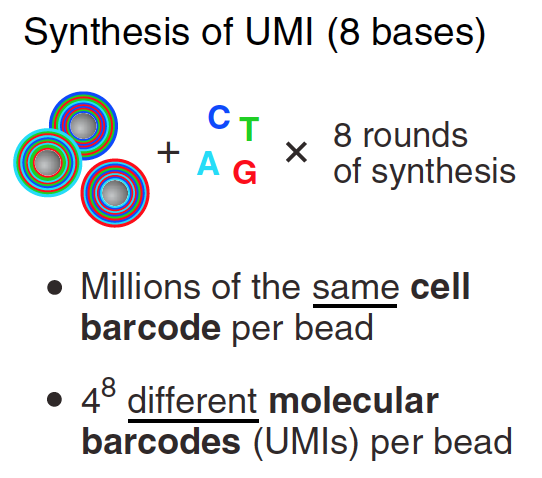 Synthesis of UMI (8 bases)
C T
A G
+ × 8 rounds
of synthesis
• Millions of the same cell
barcode per bead
• 4⁸ different molecular
barcodes (UMIs) per bead